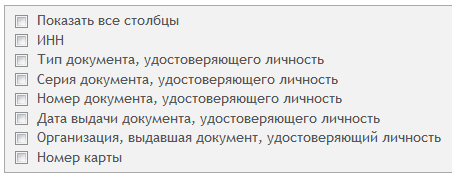 Показать все столбцы
ИНН
Тип документа, удостоверяющего личность
Серия документа, удостоверяющего личность
Номер документа, удостоверяющего личность
Дата выдачи документа, удостоверяющего личность
Организация, выдавшая документ, удостоверяющий личность
Номер карты